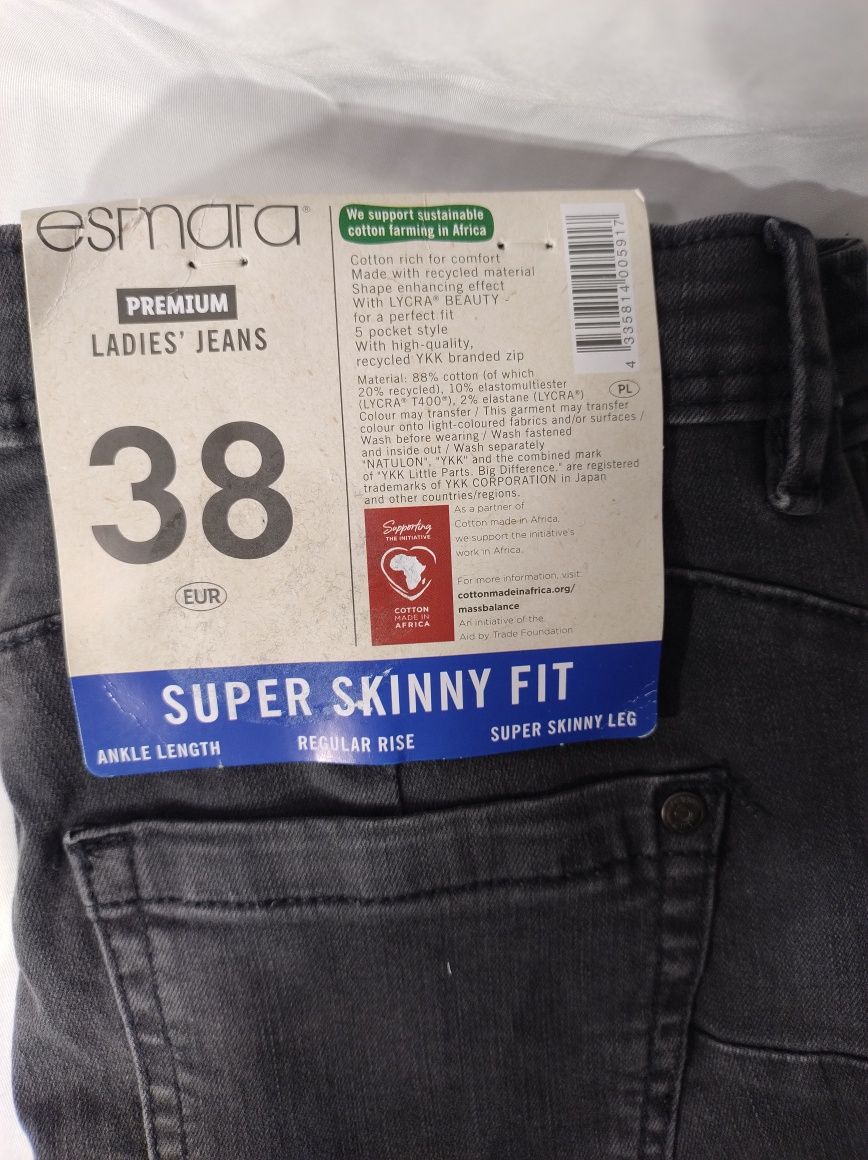 esmara®
PREMIUM
LADIES' JEANS
38
EUR
We support sustainable
cotton farming in Africa
Cotton rich for comfort
Made with recycled material
Shape enhancing effect
With LYCRA® BEAUTY -
for a perfect fit
5 pocket style
With high-quality,
recycled YKK branded zip
4 335814 005917
PL
Material: 88% cotton (of which
20% recycled), 10% elastomultiester
(LYCRA® T400®), 2% elastane (LYCRA®)
Colour may transfer / This garment may transfer
colour onto light-coloured fabrics and/or surfaces /
Wash before wearing / Wash fastened
and inside out / Wash separately
"NATULON", "YKK" and the combined mark
of "YKK Little Parts. Big Difference." are registered
trademarks of YKK CORPORATION in Japan
and other countries/regions.
Supporting
THE INITIATIVE
COTTON
MADE IN
AFRICA
As a partner of
Cotton made in Africa,
we support the initiative's
work in Africa.
For more information, visit:
cottonmadeinafrica.org/
massbalance
An initiative of the
Aid by Trade Foundation
SUPER SKINNY FIT
ANKLE LENGTH
REGULAR RISE
SUPER SKINNY LEG